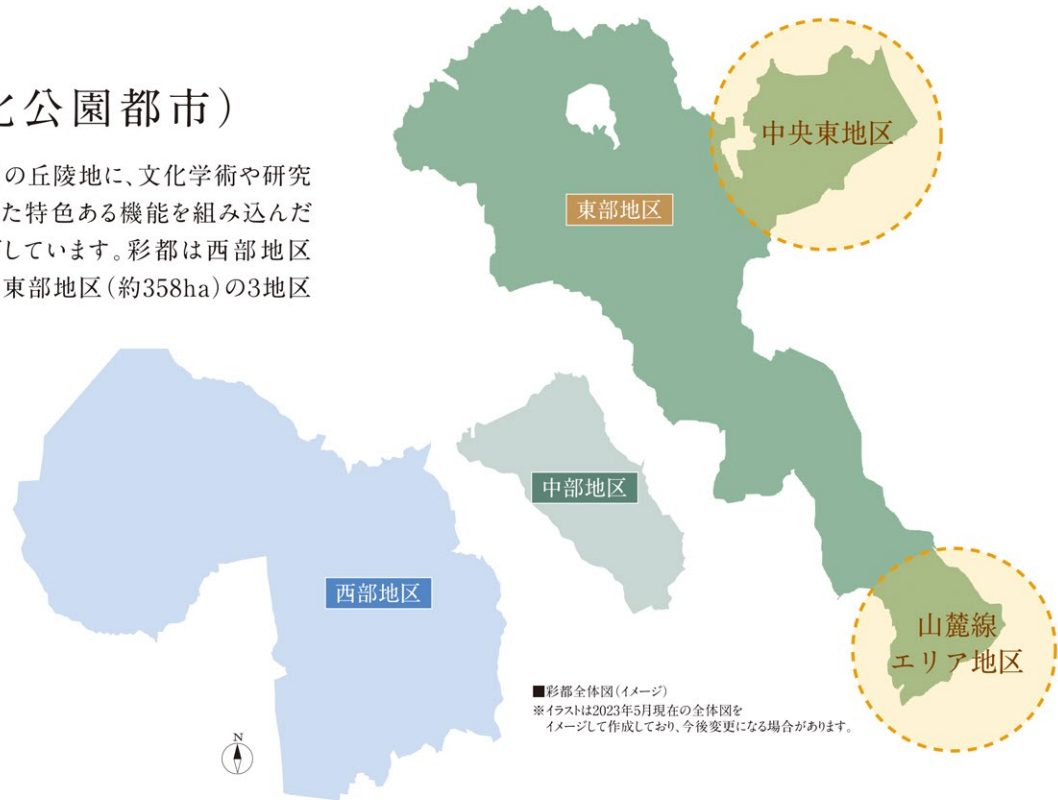 公園都市）
の丘陵地に、文化学術や研究
た特色ある機能を組み込んだ
しています。彩都は西部地区
東部地区（約358ha）の3地区
中央東地区
東部地区
中部地区
西部地区
山麓線
エリア地区
■彩都全体図（イメージ）
※イラストは2023年5月現在の全体図を
イメージして作成しており、今後変更になる場合があります。
N